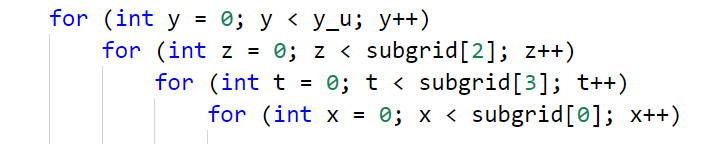 for (int y = 0; y < y_u; y++)
for (int z = 0; z < subgrid[2]; z++)
for (int t = 0; t < subgrid[3]; t++)
for (int x = 0; x < subgrid[0]; x++)